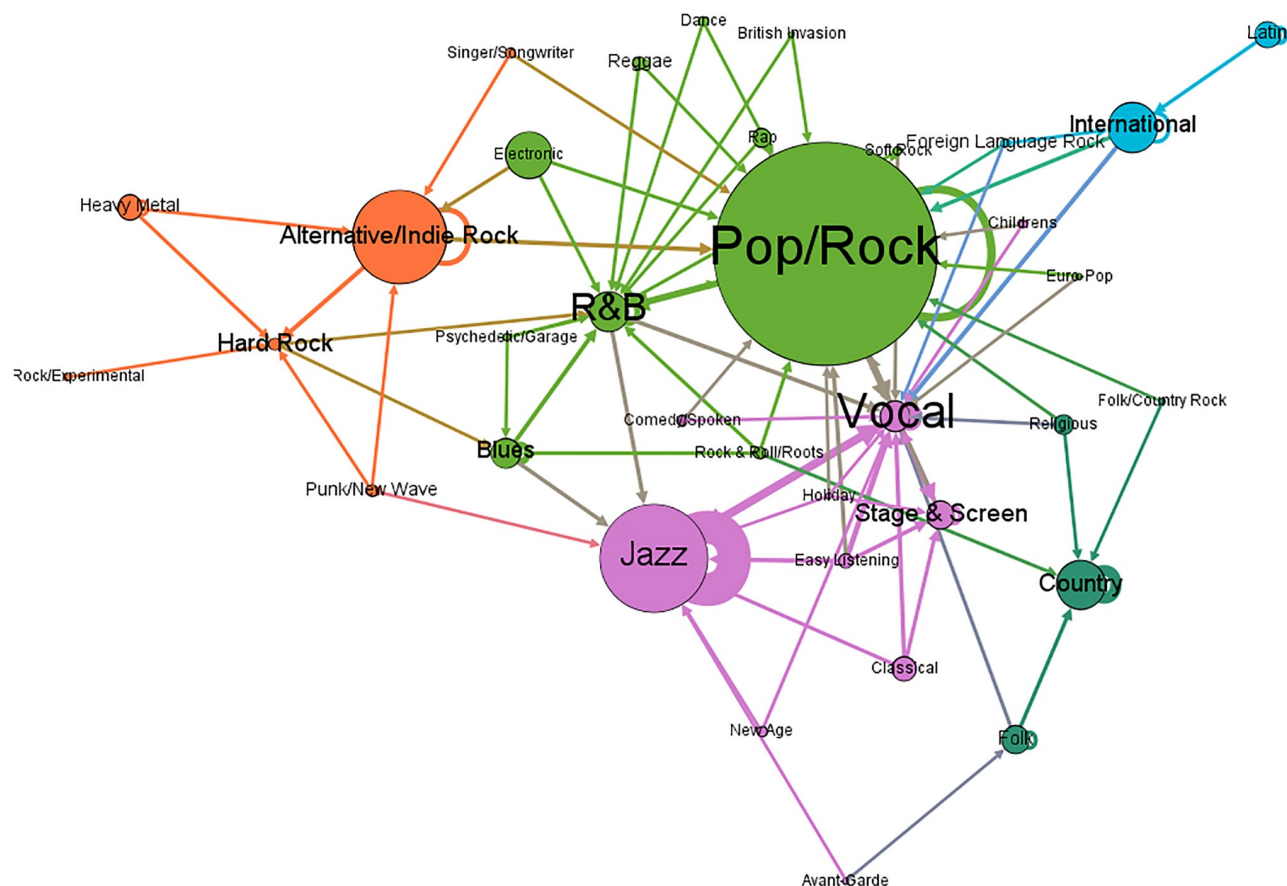 Dance
Latin
British Invasion
Singer/Songwriter
Reggae
International
Rap
Foreign Language Rock
Soft Rock
Electronic
Heavy Metal
Childrens
Alternative/Indie Rock
Pop/Rock
Euro-Pop
R&B
Psychedelic/Garage
Hard Rock
Rock/Experimental
Folk/Country Rock
Vocal
Comedy/Spoken
Religious
Blues
Rock & Roll/Roots
Punk/New Wave
Holiday
Stage & Screen
Jazz
Easy Listening
Country
Classical
New Age
Folk
Avant-Garde